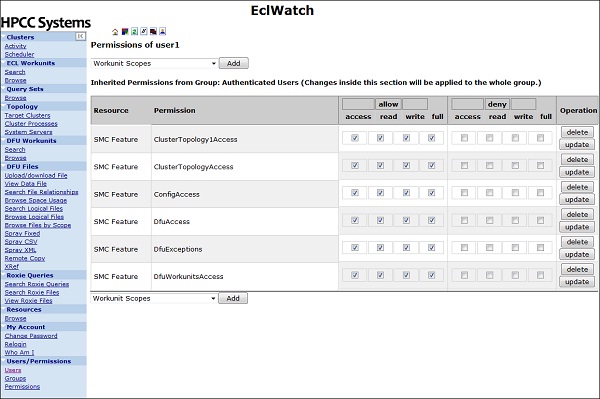 EclWatch
HPCC Systems
Clusters
Activity
Scheduler
ECL Workunits
Search
Browse
Query Sets
Browse
Topology
Target Clusters
Cluster Processes
System Servers
DFU Workunits
Search
Browse
DFU Files
Upload/download File
View Data File
Search File Relationships
Browse Space Usage
Search Logical Files
Browse Logical Files
Browse Files by Scope
Spray Fixed
Spray CSV
Spray XML
Remote Copy
XRef
Roxie Queries
Search Roxie Queries
Search Roxie Files
View Roxie Files
Resources
Browse
My Account
Change Password
Relogin
Who Am I
Users/Permissions
Users
Groups
Permissions
Permissions of user1
Workunit Scopes Add
Inherited Permissions from Group: Authenticated Users (Changes inside this section will be applied to the whole group.)
allow deny
Resource Permission access read write full access read write full Operation
SMC Feature ClusterTopology1Access delete
update
SMC Feature ClusterTopologyAccess delete
update
SMC Feature ConfigAccess delete
update
SMC Feature DfuAccess delete
update
SMC Feature DfuExceptions delete
update
SMC Feature DfuWorkunitsAccess delete
update
Workunit Scopes Add